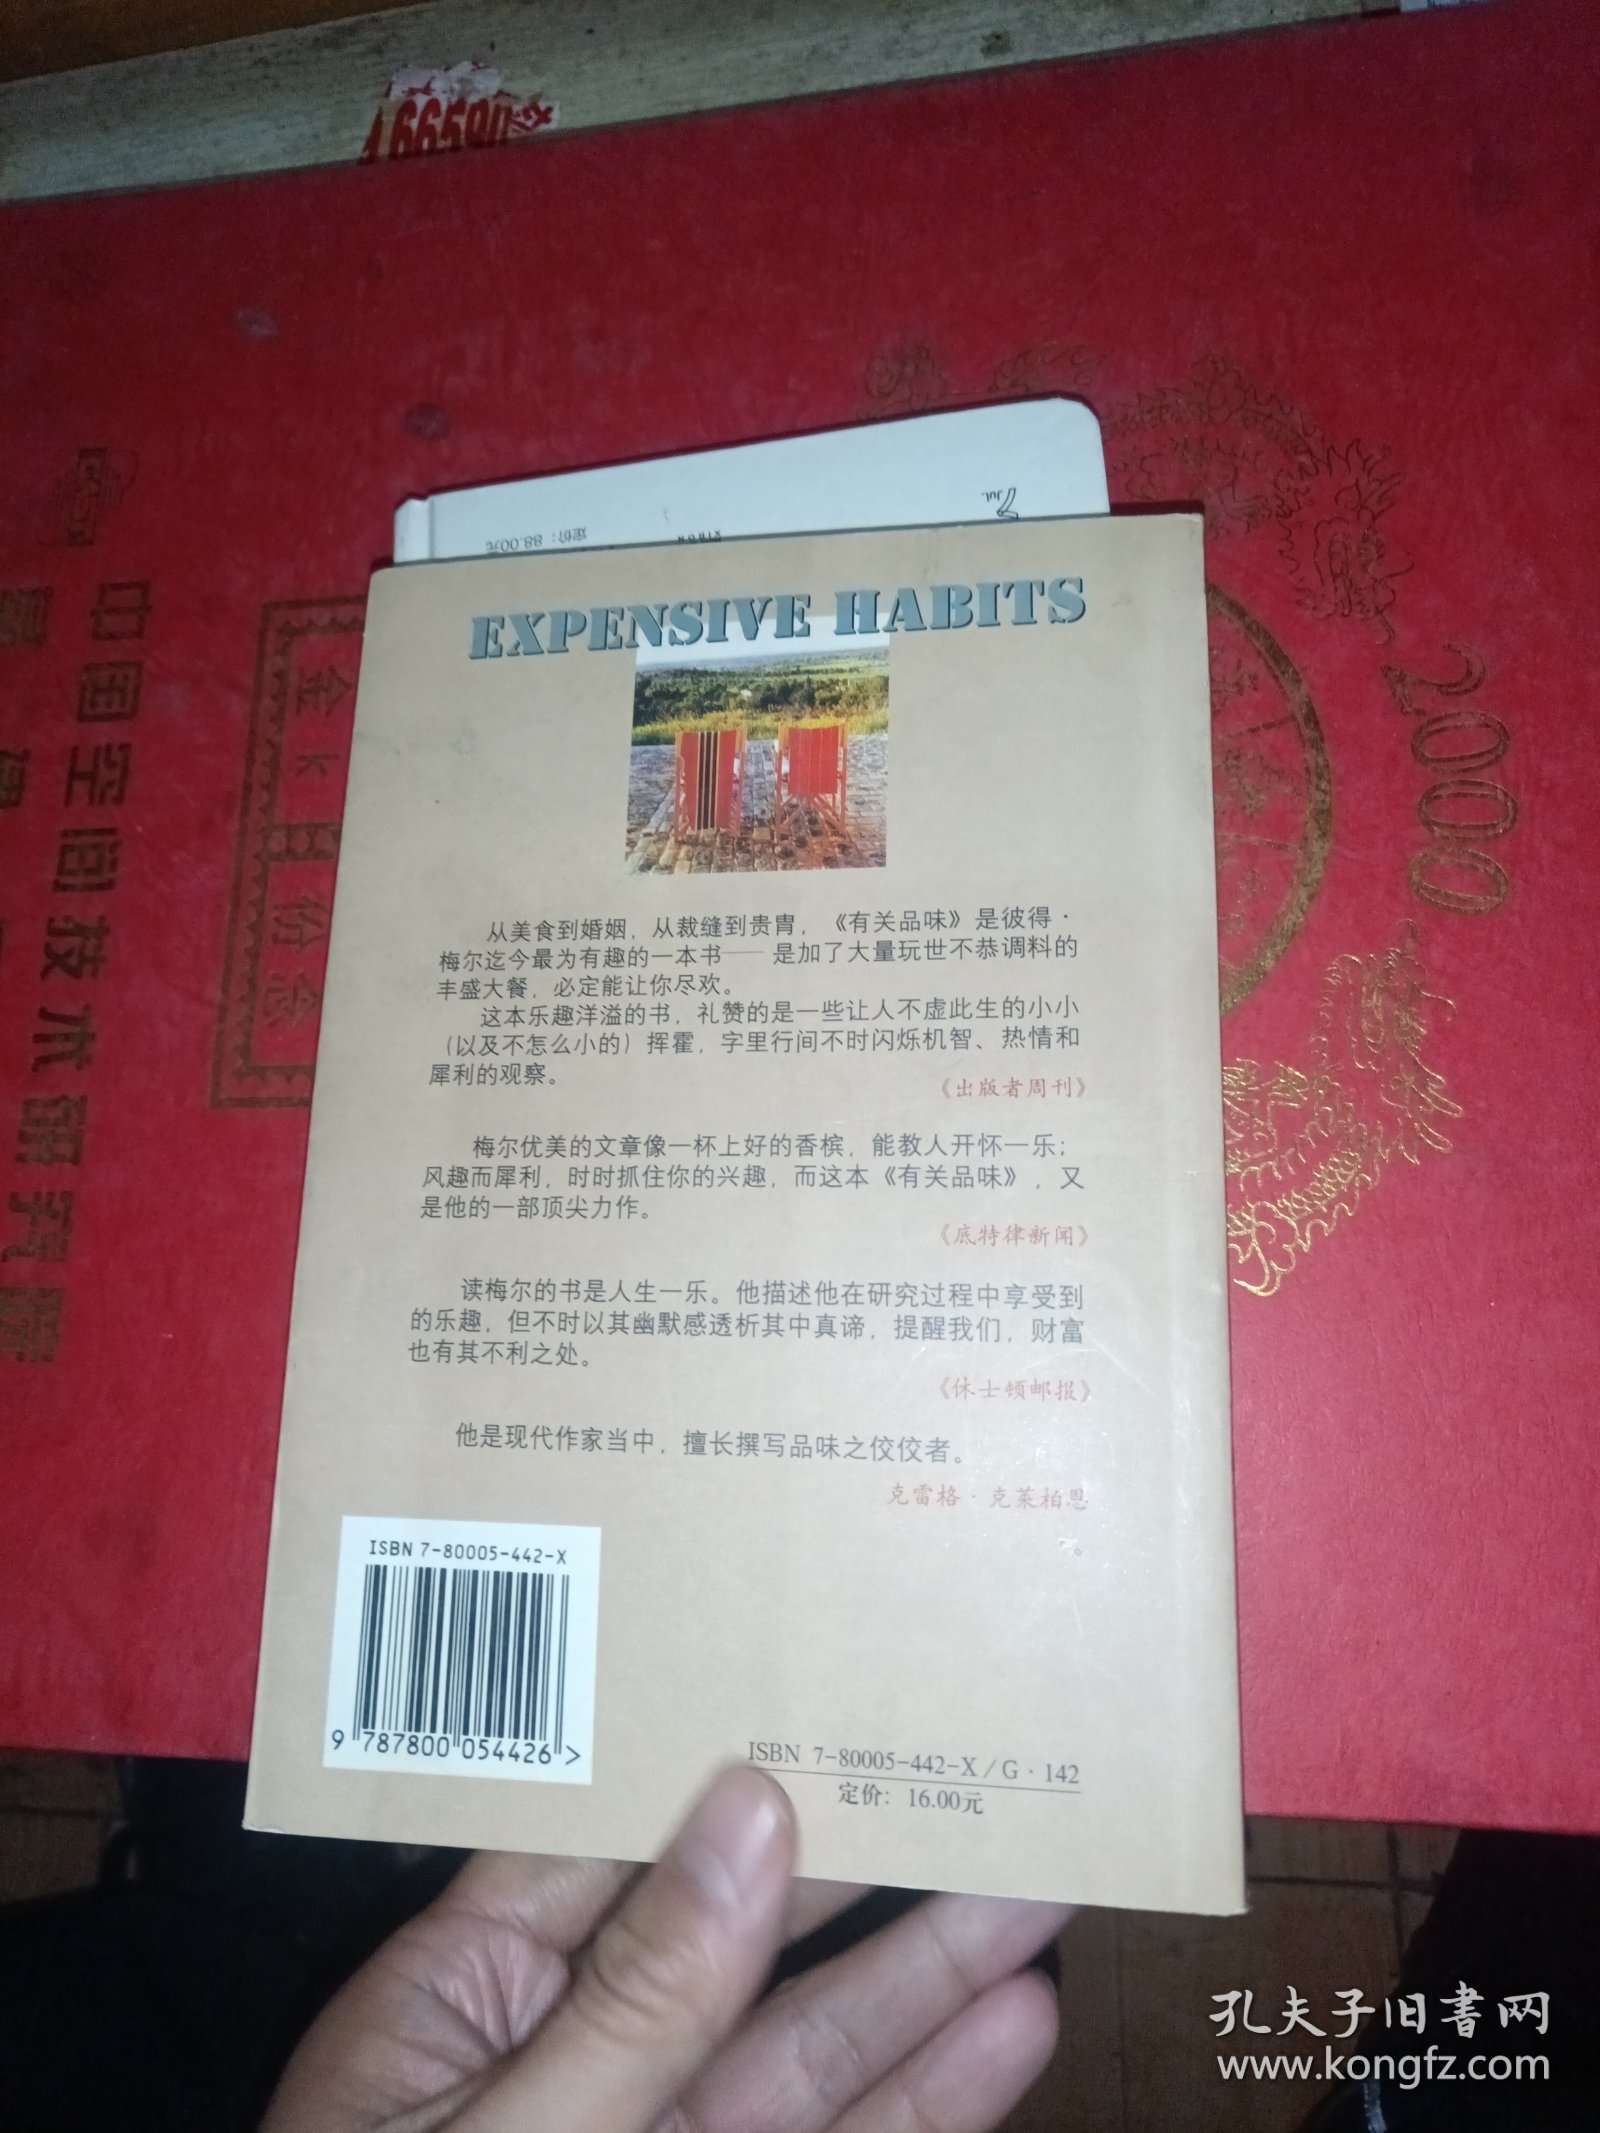 66580
Jul.
定价：88.00元
EXPENSIVE HABITS
从美食到婚姻，从裁缝到贵胄，《有关品味》是彼得·
梅尔迄今最为有趣的一本书——是加了大量玩世不恭调料的
丰盛大餐，必定能让你尽欢。
这本乐趣洋溢的书，礼赞的是一些让人不虚此生的小小
（以及不怎么小的）挥霍，字里行间不时闪烁机智、热情和
犀利的观察。
《出版者周刊》
梅尔优美的文章像一杯上好的香槟，能教人开怀一乐；
风趣而犀利，时时抓住你的兴趣，而这本《有关品味》，又
是他的一部顶尖力作。
《底特律新闻》
读梅尔的书是人生一乐。他描述他在研究过程中享受到
的乐趣，但不时以其幽默感透析其中真谛，提醒我们，财富
也有其不利之处。
《休士顿邮报》
他是现代作家当中，擅长撰写品味之佼佼者。
克雷格·克莱柏恩
ISBN 7-80005-442-X
9 787800 054426 >
ISBN 7-80005-442-X/G·142
定价：16.00元
2000
金k 份念
中国空间技术研究院
孔夫子旧书网
www.kongfz.com